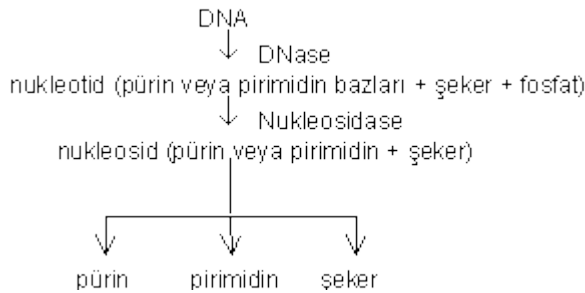 DNA
DNase
nukleotid (pürin veya pirimidin bazları + şeker + fosfat)
Nukleosidase
nukleosid (pürin veya pirimidin + şeker)
pürin pirimidin şeker